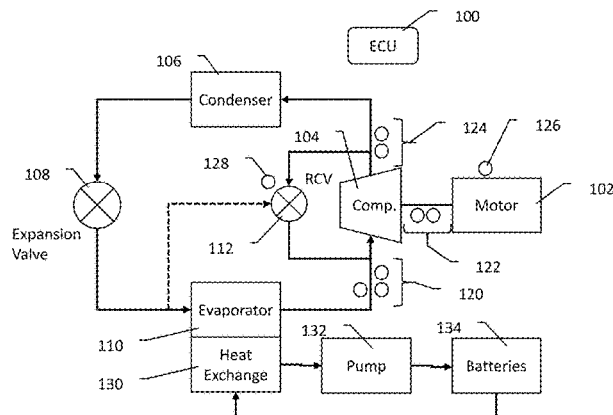 100
ECU
106
Condenser
104
124
126
128
RCV
108
Comp.
Motor
102
Expansion
Valve
112
122
120
Evaporator
110
132
134
Heat
Exchange
130
Pump
Batteries